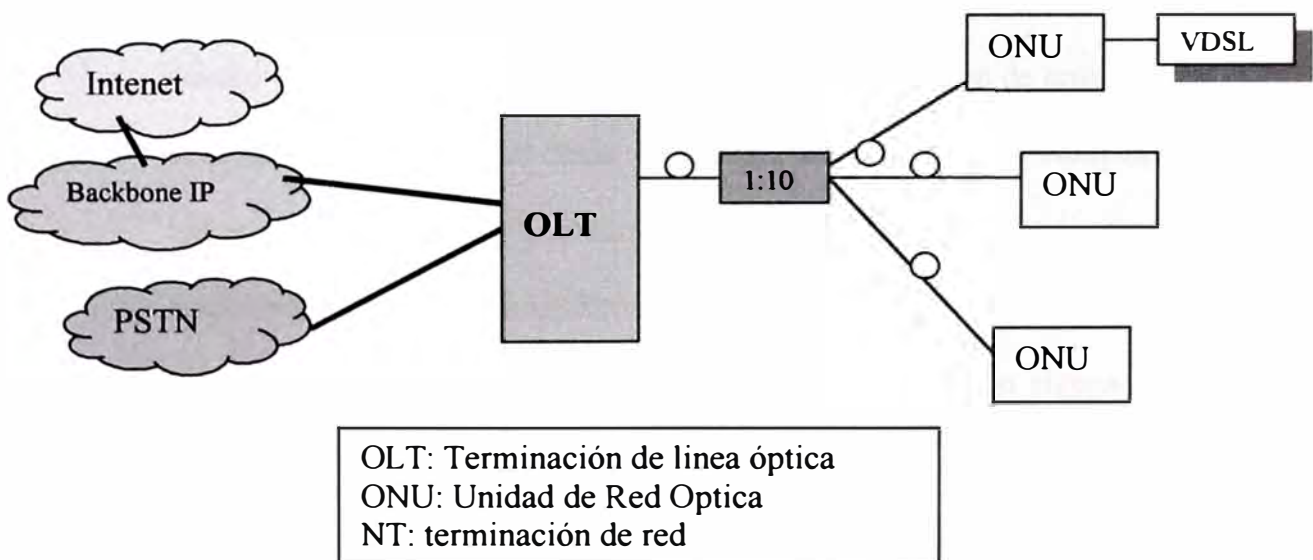 Intenet
Backbone IP
PSTN
OLT
1:10
ONU
VDSL
ONU
ONU
OLT: Terminación de linea óptica
ONU: Unidad de Red Optica
NT: terminación de red